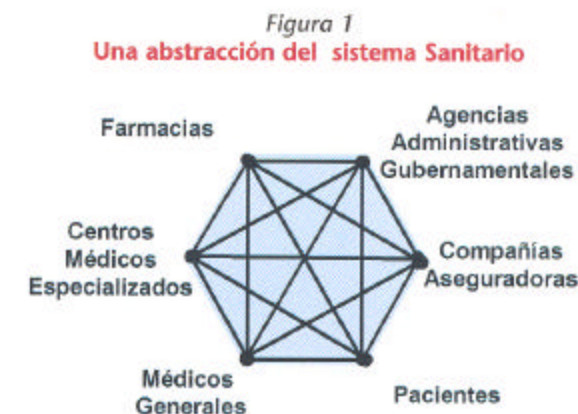 Figura 1
Una abstracción del sistema Sanitario
Farmacias
Agencias
Administrativas
Gubernamentales
Centros
Médicos
Especializados
Compañías
Aseguradoras
Médicos
Generales
Pacientes